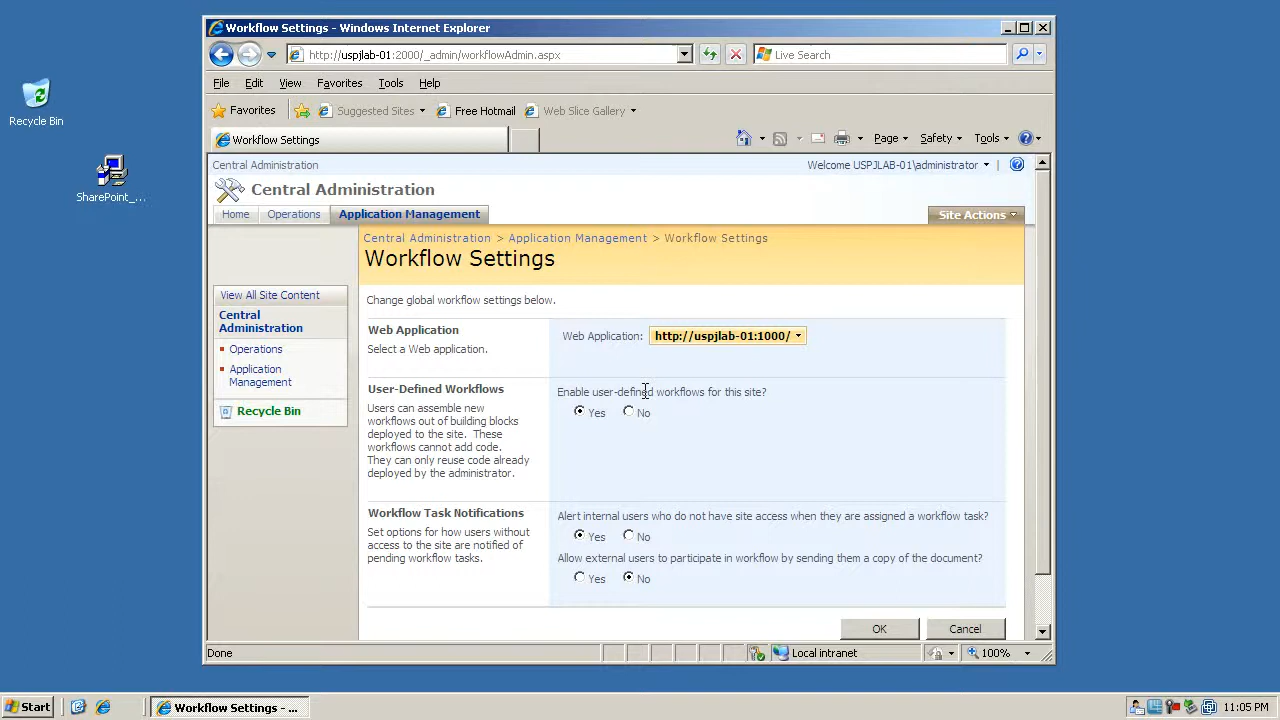 Workflow Settings - Windows Internet Explorer
http://uspjlab-01:2000/_admin/workflowAdmin.aspx
Live Search
File Edit View Favorites Tools Help
Favorites Suggested Sites Free Hotmail Web Slice Gallery
Workflow Settings
Page Safety Tools
Recycle Bin
SharePoint_...
Central Administration
Welcome USPJLAB-01\administrator
Central Administration
Home Operations Application Management
Site Actions
Central Administration > Application Management > Workflow Settings
Workflow Settings
View All Site Content
Central
Administration
Operations
Application
Management
Recycle Bin
Change global workflow settings below.
Web Application
Select a Web application.
Web Application: http://uspjlab-01:1000/
User-Defined Workflows
Users can assemble new
workflows out of building blocks
deployed to the site. These
workflows cannot add code.
They can only reuse code already
deployed by the administrator.
Enable user-defined workflows for this site?
Yes No
Workflow Task Notifications
Set options for how users without
access to the site are notified of
pending workflow tasks.
Alert internal users who do not have site access when they are assigned a workflow task?
Yes No
Allow external users to participate in workflow by sending them a copy of the document?
Yes No
OK Cancel
Done
Local intranet
100%
Start
Workflow Settings - ...
11:05 PM